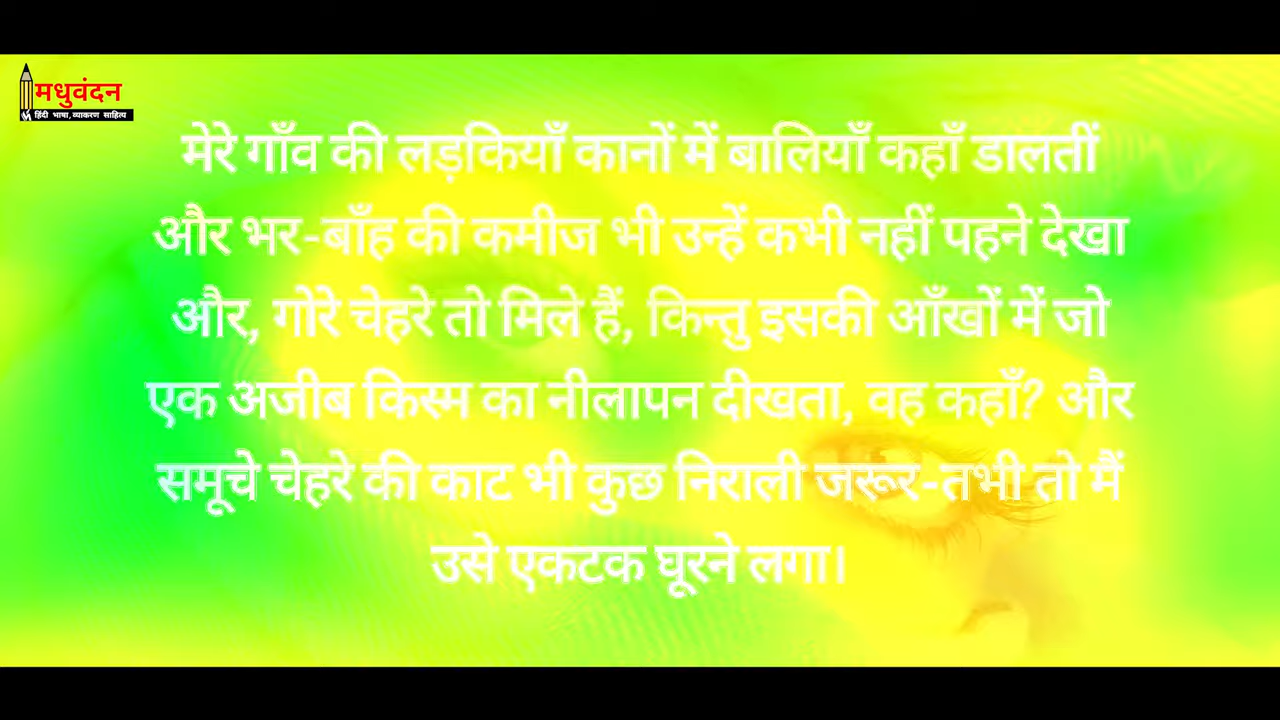 मधुवंदन
हिंदी भाषा,व्याकरण साहित्य
मेरे गाँव की लड़कियाँ कानों में बालियाँ कहाँ डालतीं
और भर-बाँह की कमीज भी उन्हें कभी नहीं पहने देखा
और, गोरे चेहरे तो मिले हैं, किन्तु इसकी आँखों में जो
एक अजीब किस्म का नीलापन दीखता, वह कहाँ? और
समूचे चेहरे की काट भी कुछ निराली जरूर-तभी तो मैं
उसे एकटक घूरने लगा।